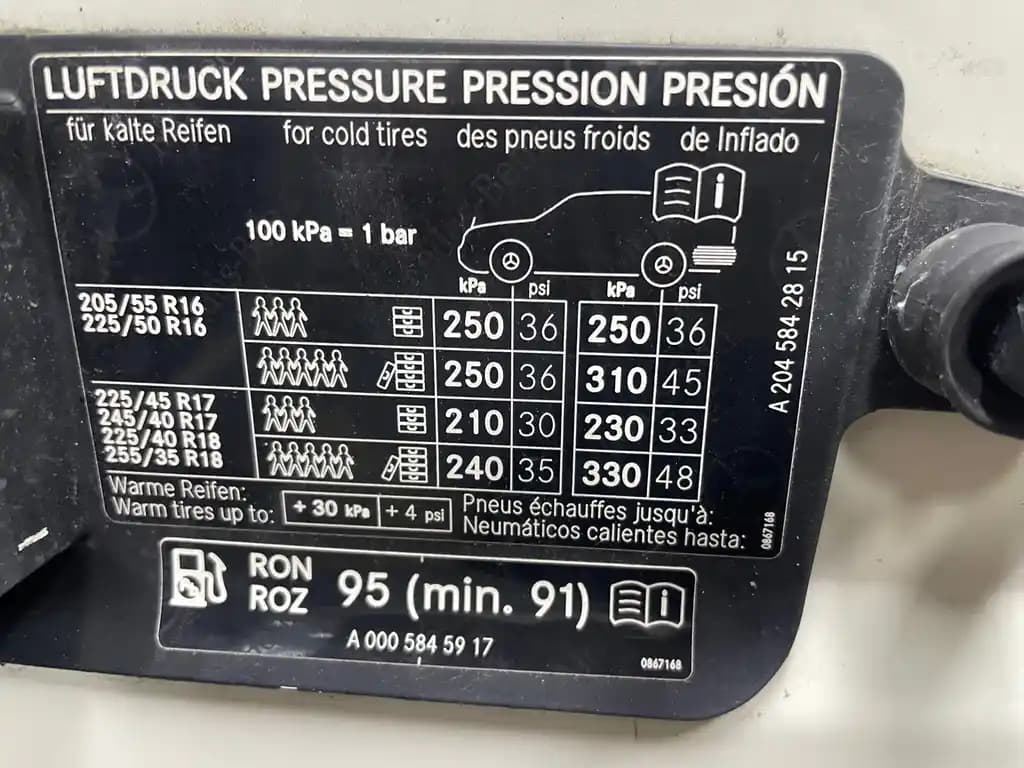 LUFTDRUCK PRESSURE PRESSION PRESIÓN
für kalte Reifen for cold tires des pneus froids de Inflado
i
100 kPa = 1 bar
kPa psi kPa psi
205/55 R16
225/50 R16
250 36 250 36
250 36 310 45
225/45 R17
245/40 R17
225/40 R18
255/35 R18
210 30 230 33
240 35 330 48
Warme Reifen:
Warm tires up to:
+ 30 kPa + 4 psi
Pneus échauffes jusqu'à:
Neumáticos calientes hasta:
A 204 584 28 15
0867168
RON
ROZ
95 (min. 91)
i
A 000 584 59 17
0867168